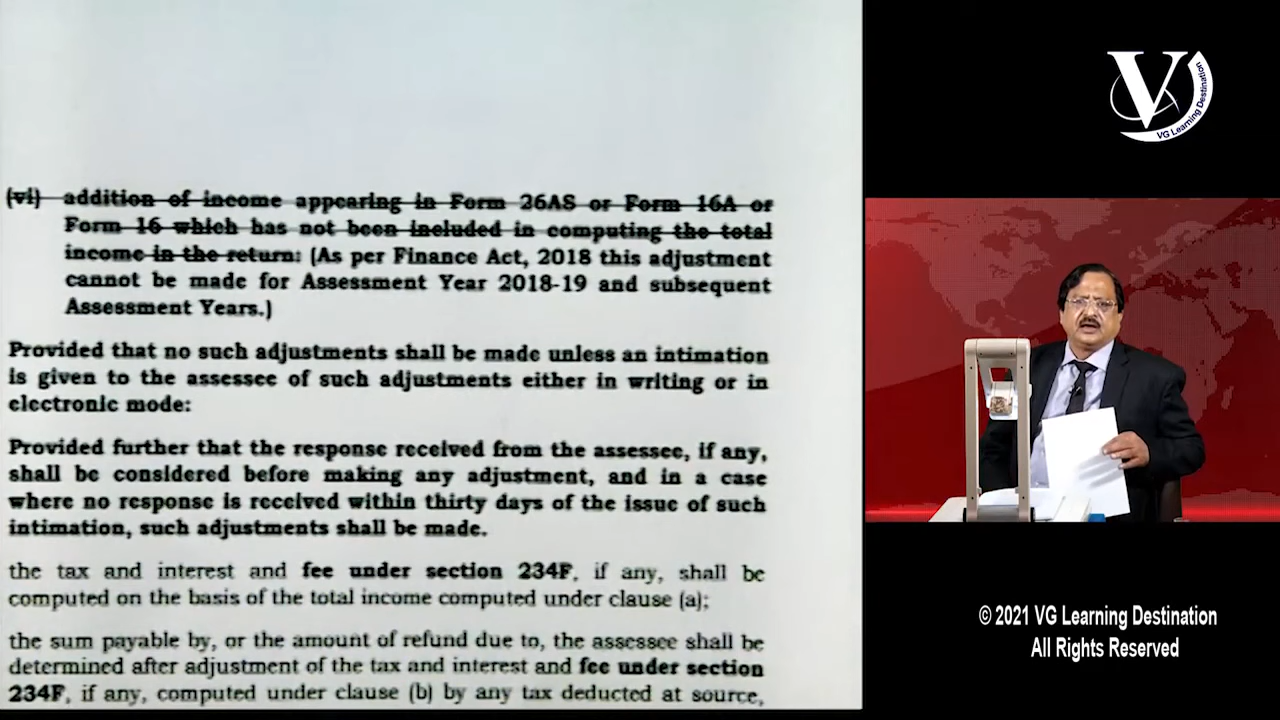 (vi) addition of income appearing in Form 26AS or Form 16A or
Form 16 which has not been included in computing the total
income in the return: (As per Finance Act, 2018 this adjustment
cannot be made for Assessment Year 2018-19 and subsequent
Assessment Years.)
Provided that no such adjustments shall be made unless an intimation
is given to the assessee of such adjustments either in writing or in
electronic mode:
Provided further that the response received from the assessee, if any,
shall be considered before making any adjustment, and in a case
where no response is received within thirty days of the issue of such
intimation, such adjustments shall be made.
the tax and interest and fee under section 234F, if any, shall be
computed on the basis of the total income computed under clause (a);
the sum payable by, or the amount of refund due to, the assessee shall be
determined after adjustment of the tax and interest and fee under section
234F, if any, computed under clause (b) by any tax deducted at source,
V
VG Learning Destination
© 2021 VG Learning Destination
All Rights Reserved